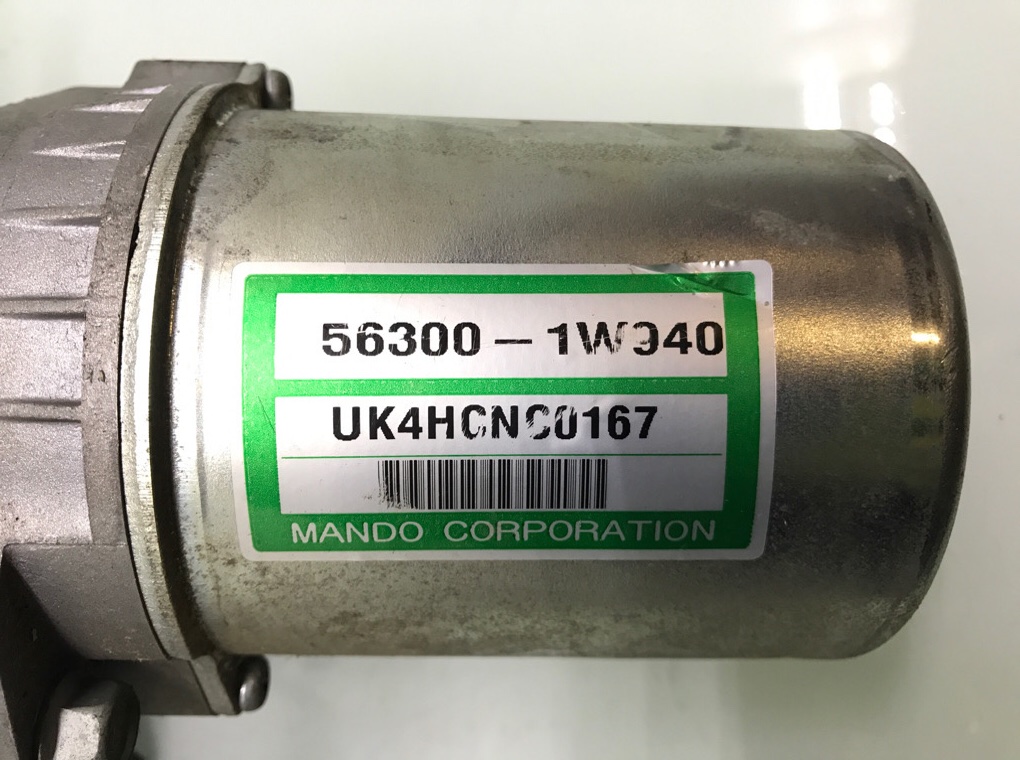 56300-1W940
UK4HCNC0167
MANDO CORPORATION